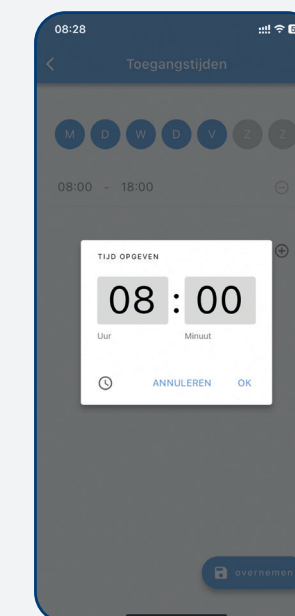 08:28
Toegangstijden
M D W D V Z Z
08:00 - 18:00
TIJD OPGEVEN
08 : 00
Uur Minuut
ANNULEREN OK
overnemen